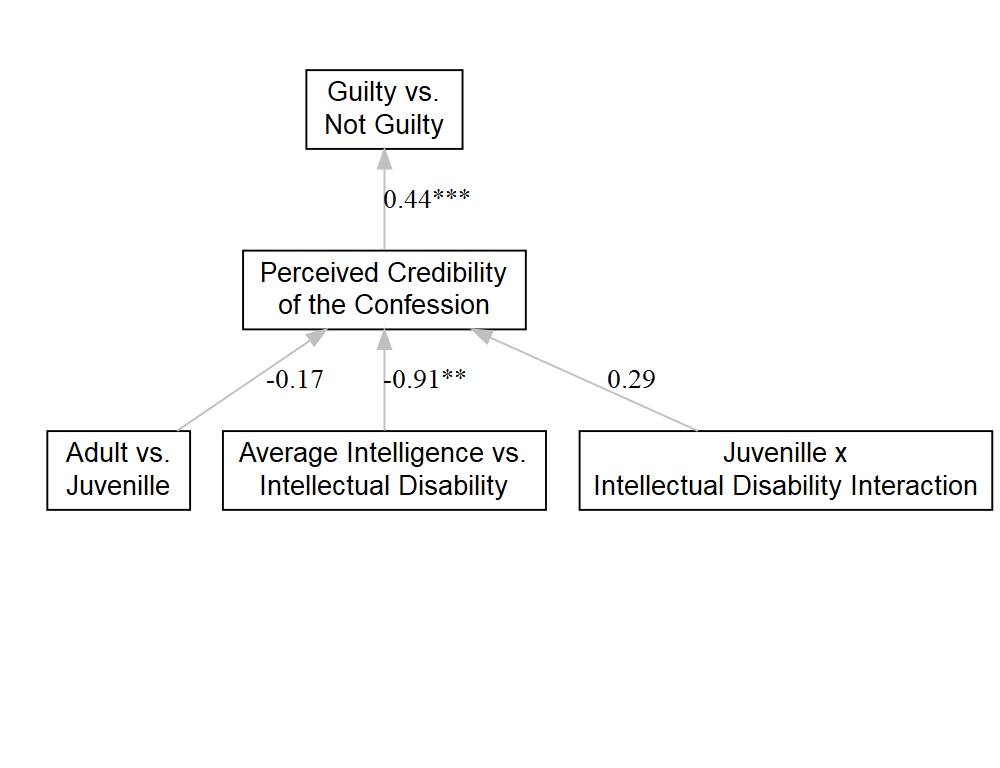 Guilty vs.
Not Guilty
0.44***
Perceived Credibility
of the Confession
-0.17
-0.91**
0.29
Adult vs.
Juvenille
Average Intelligence vs.
Intellectual Disability
Juvenille x
Intellectual Disability Interaction